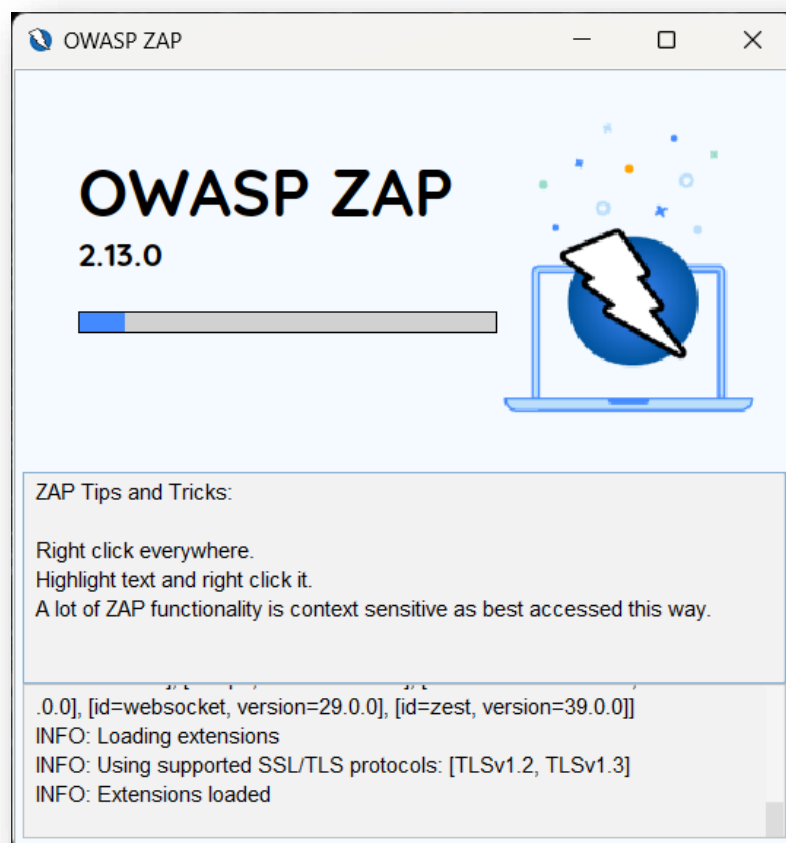 OWASP ZAP
OWASP ZAP
2.13.0
ZAP Tips and Tricks:
Right click everywhere.
Highlight text and right click it.
A lot of ZAP functionality is context sensitive as best accessed this way.
.0.0], [id=websocket, version=29.0.0], [id=zest, version=39.0.0]]
INFO: Loading extensions
INFO: Using supported SSL/TLS protocols: [TLSv1.2, TLSv1.3]
INFO: Extensions loaded